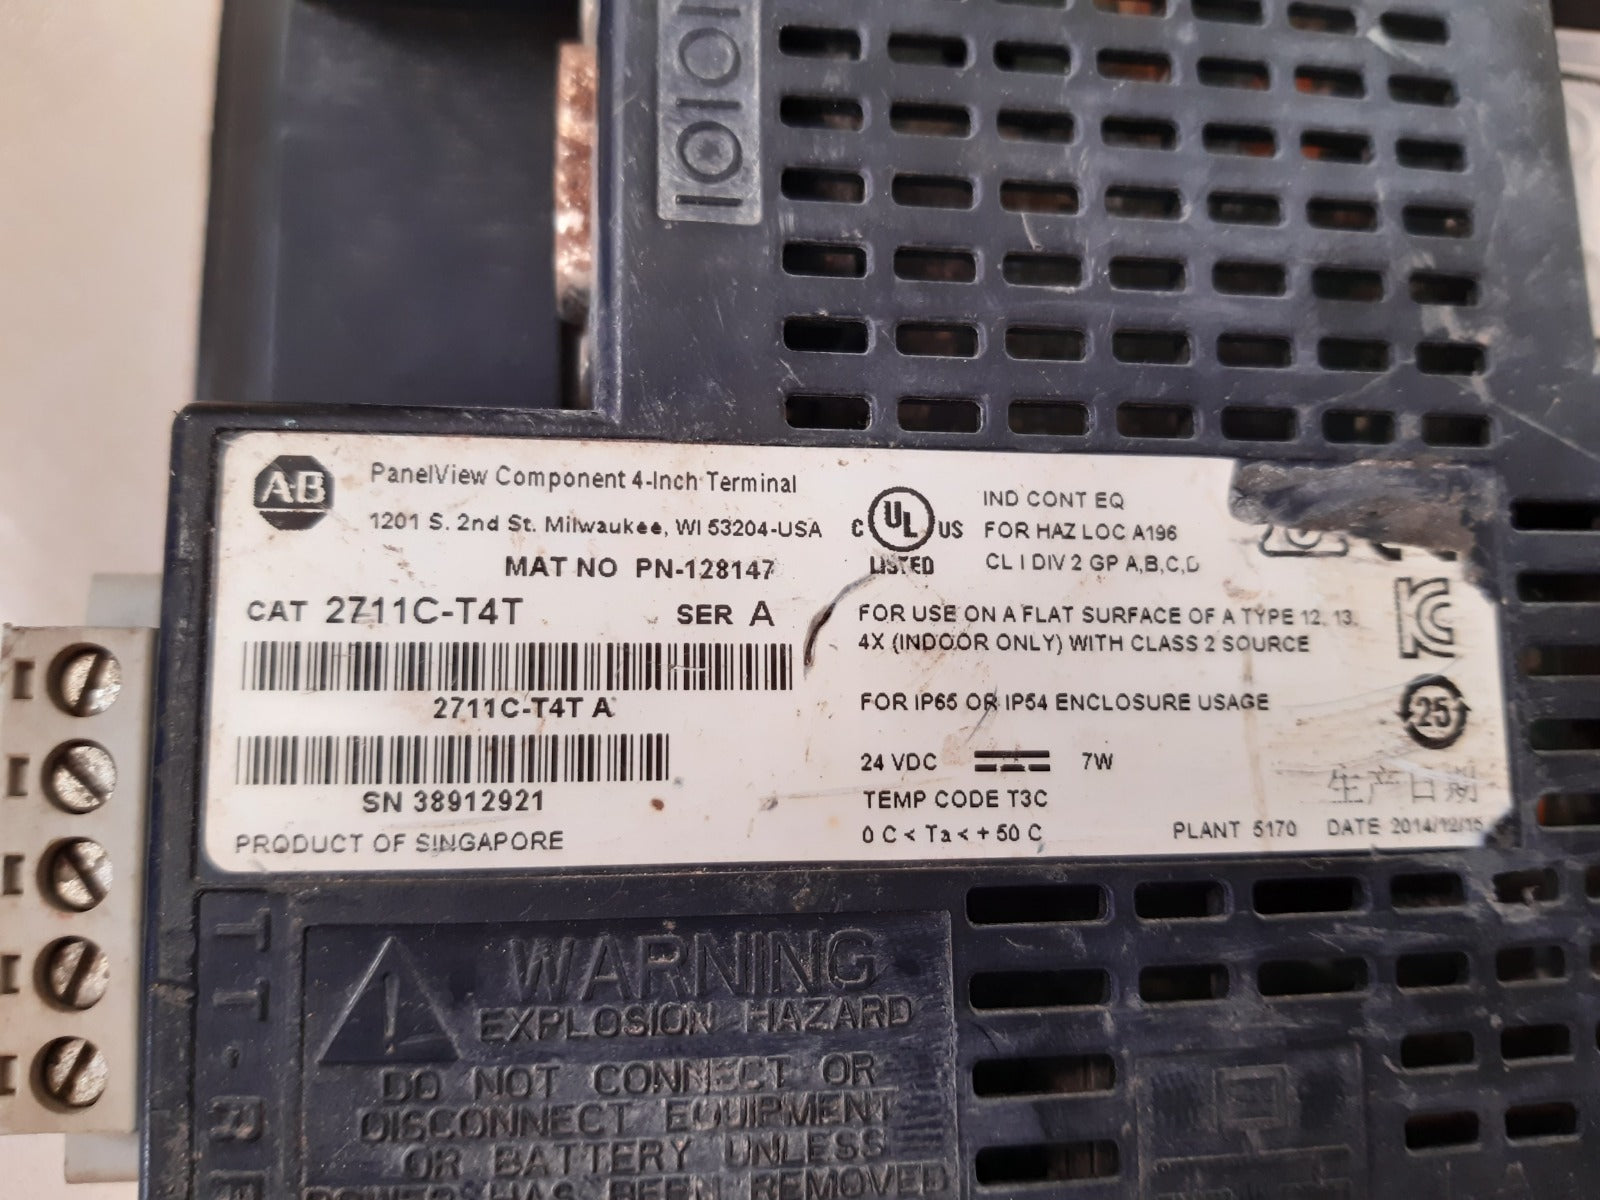 IOIOI
A-B
PanelView Component 4-Inch Terminal
1201 S. 2nd St. Milwaukee, WI 53204-USA
MAT NO PN-128147
CAT 2711C-T4T SER A
2711C-T4T A
SN 38912921
PRODUCT OF SINGAPORE
C UL US
LISTED
IND CONT EQ
FOR HAZ LOC A196
CL I DIV 2 GP A,B,C,D
FOR USE ON A FLAT SURFACE OF A TYPE 12, 13,
4X (INDOOR ONLY) WITH CLASS 2 SOURCE
FOR IP65 OR IP54 ENCLOSURE USAGE
24 VDC 7W
TEMP CODE T3C
0 C < Ta < + 50 C
KC
25
生产日期
PLANT 5170 DATE 2014/12/15
WARNING
EXPLOSION HAZARD
DO NOT CONNECT OR
DISCONNECT EQUIPMENT
OR BATTERY UNLESS
POWER HAS BEEN REMOVED